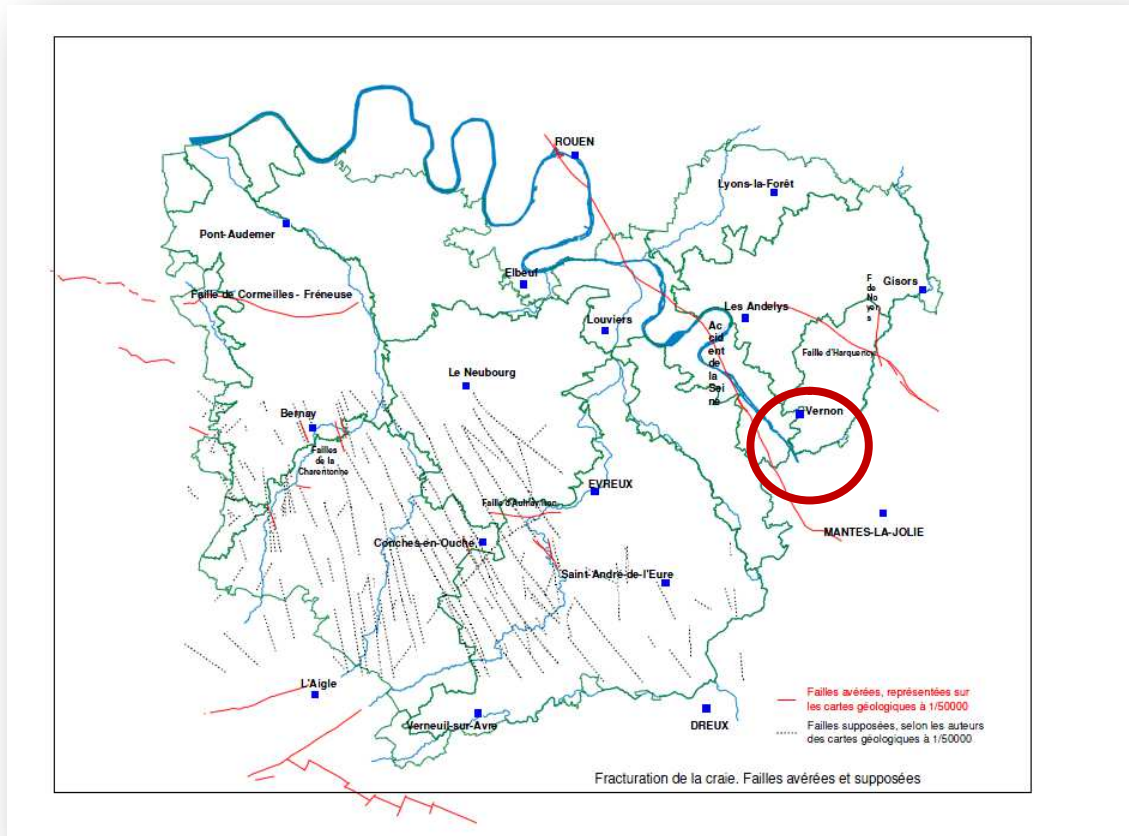 ROUEN
Lyons-la-Forêt
Pont-Audemer
Elbeuf
Gisors
F
de
Noy
er
s
Faille de Cormeilles - Fréneuse
Les Andelys
Louviers
Ac
cid
ent
de
la
Sei
ne
Faille d'Harquency
Le Neubourg
Vernon
Bernay
Failles
de la
Charentonne
EVREUX
MANTES-LA-JOLIE
Conches-en-Ouche
Saint-André-de-l'Eure
L'Aigle
Verneuil-sur-Avre
DREUX
Failles avérées, représentées sur
les cartes géologiques à 1/50000
Failles supposées, selon les auteurs
des cartes géologiques à 1/50000
Fracturation de la craie. Failles avérées et supposées